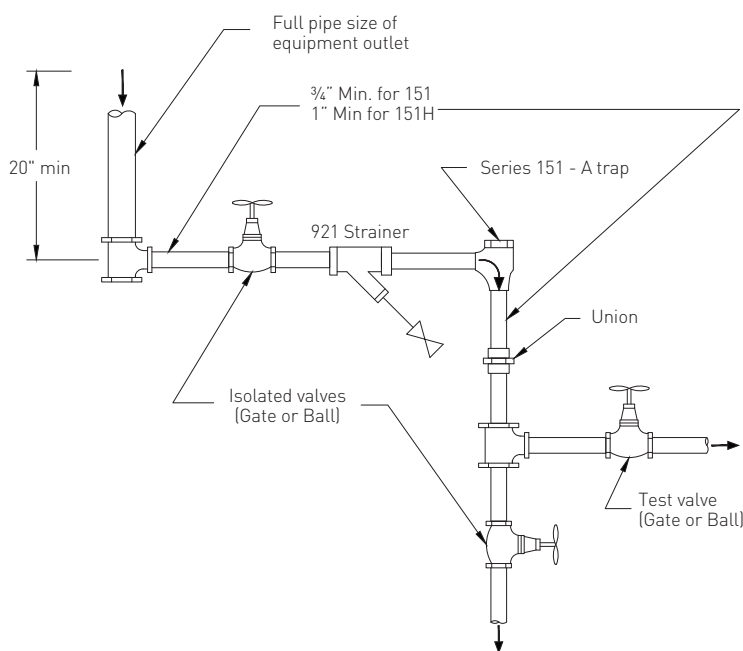 Full pipe size of
equipment outlet
¾" Min. for 151
1" Min for 151H
20" min
Series 151 - A trap
921 Strainer
Union
Isolated valves
(Gate or Ball)
Test valve
(Gate or Ball)